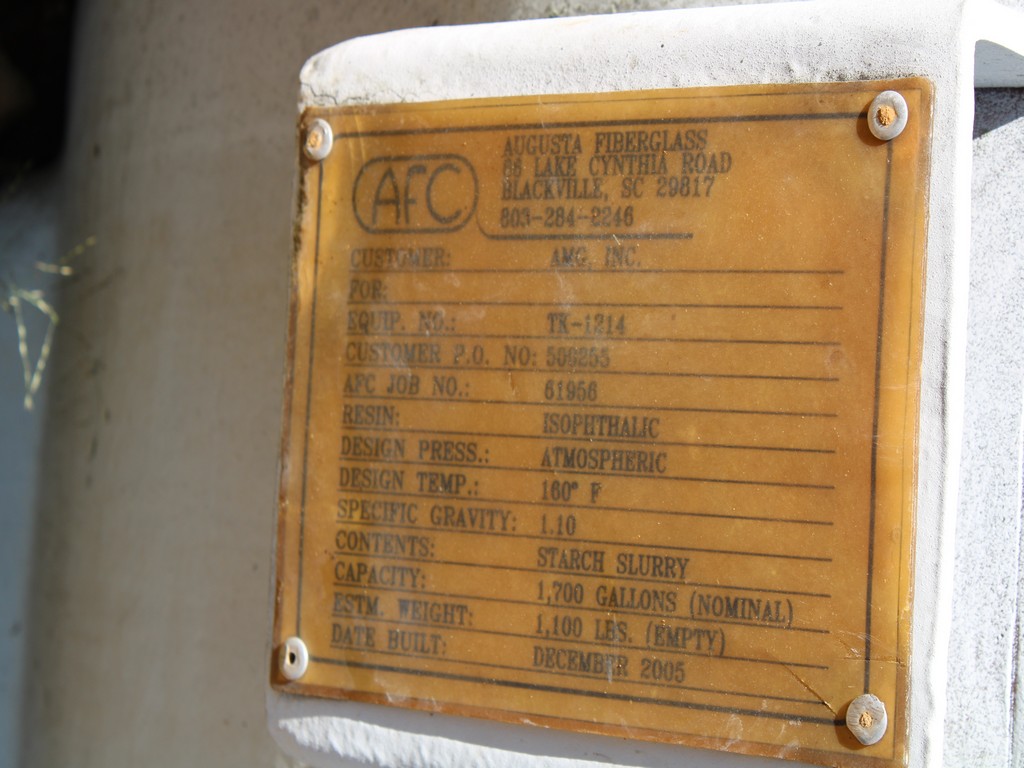 AFC
AUGUSTA FIBERGLASS
86 LAKE CYNTHIA ROAD
BLACKVILLE, SC 29817
803-284-2246
CUSTOMER: AMG, INC.
FOR:
EQUIP. NO.: TK-1214
CUSTOMER P.O. NO:
AFC JOB NO.: 61956
RESIN: ISOPHTHALIC
DESIGN PRESS.: ATMOSPHERIC
DESIGN TEMP.: 160° F
SPECIFIC GRAVITY: 1.10
CONTENTS: STARCH SLURRY
CAPACITY: 1,700 GALLONS (NOMINAL)
ESTM. WEIGHT: 1,100 LBS. (EMPTY)
DATE BUILT: DECEMBER 2005